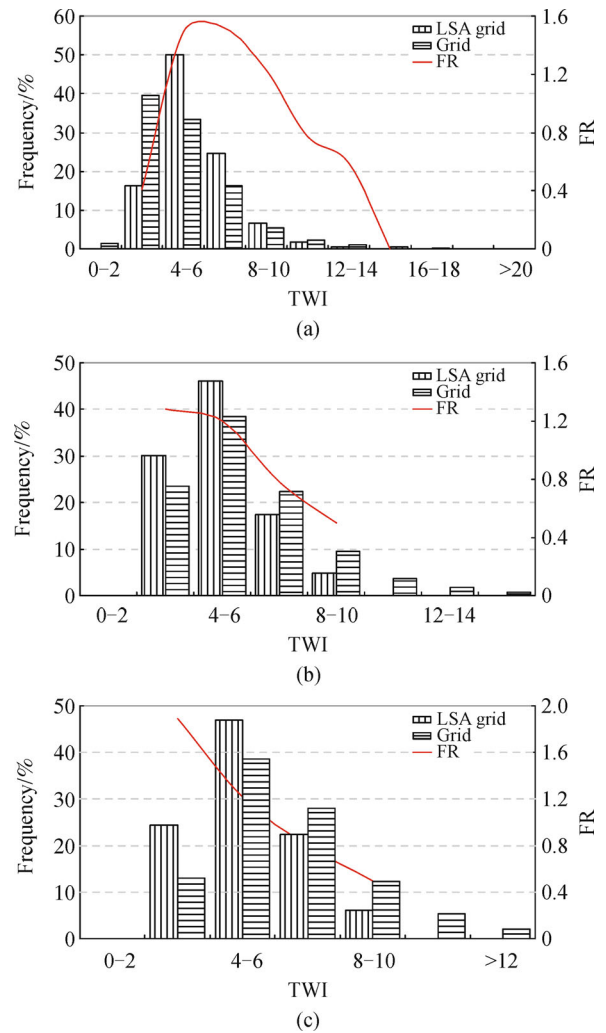 60
50
40
30
20
10
0
Frequency/%
LSA grid
Grid
FR
1.6
1.2
0.8
0.4
0
FR
0−2 4−6 8−10 12−14 16−18 >20
TWI
(a)
50
40
30
20
10
0
Frequency/%
LSA grid
Grid
FR
1.6
1.2
0.8
0.4
0
FR
0−2 4−6 8−10 12−14
TWI
(b)
50
40
30
20
10
0
Frequency/%
LSA grid
Grid
FR
2.0
1.6
1.2
0.8
0.4
0
FR
0−2 4−6 8−10 >12
TWI
(c)